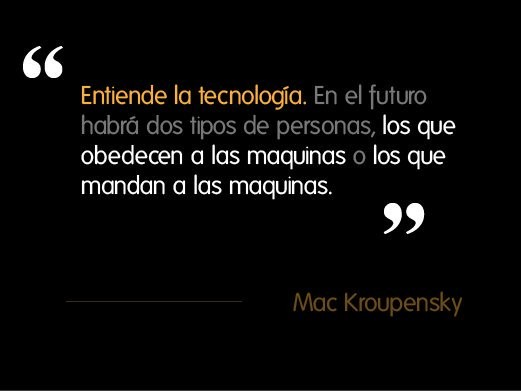 “
Entiende la tecnología. En el futuro
habrá dos tipos de personas, los que
obedecen a las maquinas o los que
mandan a las maquinas.
”
Mac Kroupensky